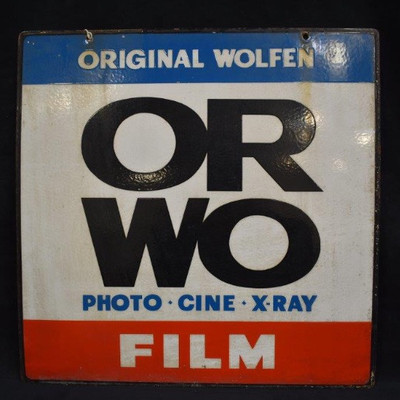 ORIGINAL WOLFEN
OR
WO
PHOTO · CINE · X-RAY
FILM